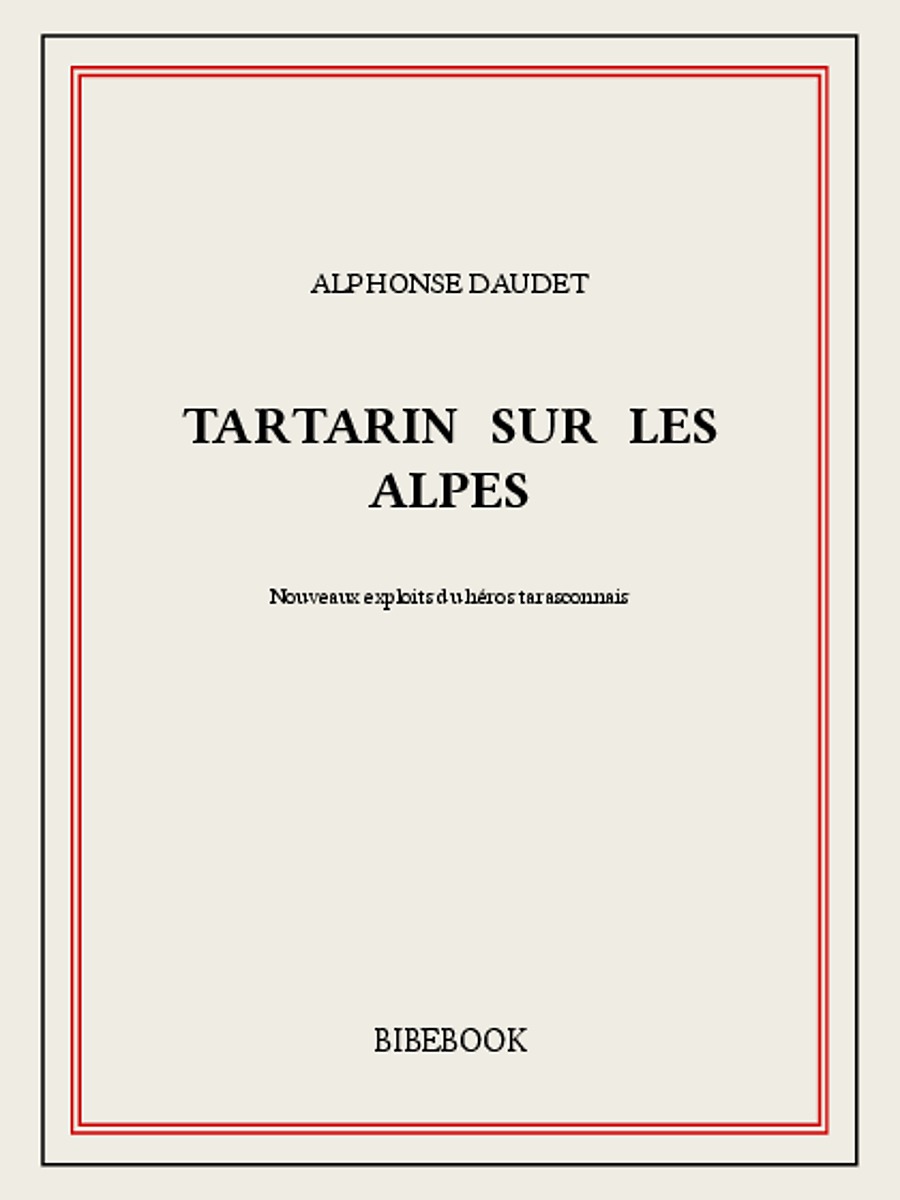 ALPHONSE DAUDET
TARTARIN SUR LES
ALPES
Nouveaux exploits du héros tarasconnais
BIBEBOOK